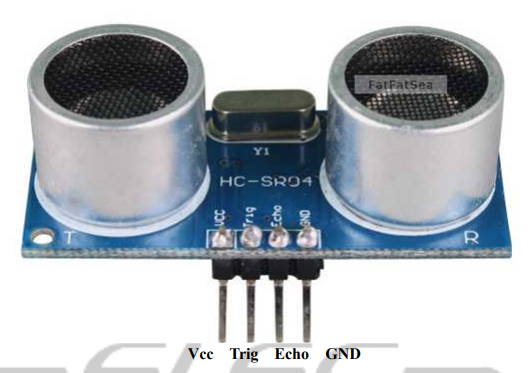 FatFatSea
Y1
HC-SR04
VCC Trig Echo GND
T R
Vcc Trig Echo GND